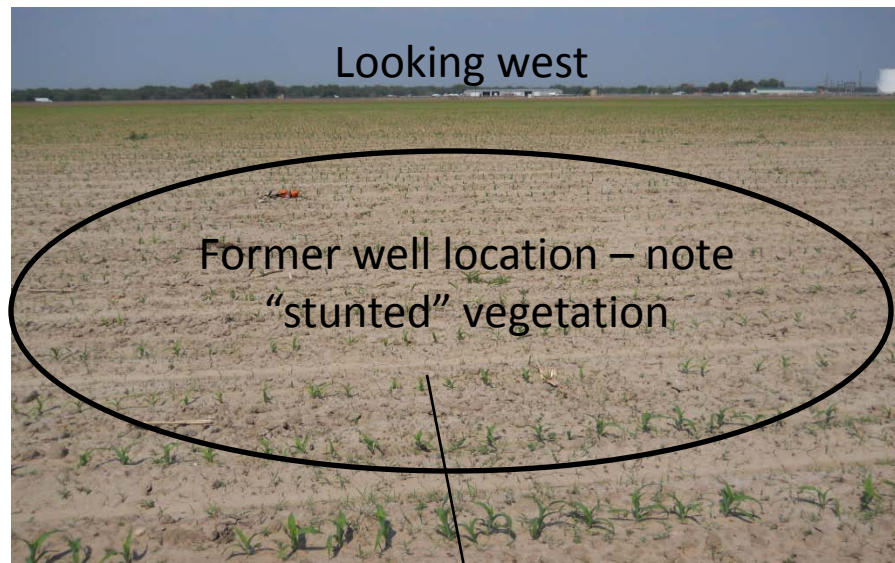 Looking west
Former well location – note
“stunted” vegetation